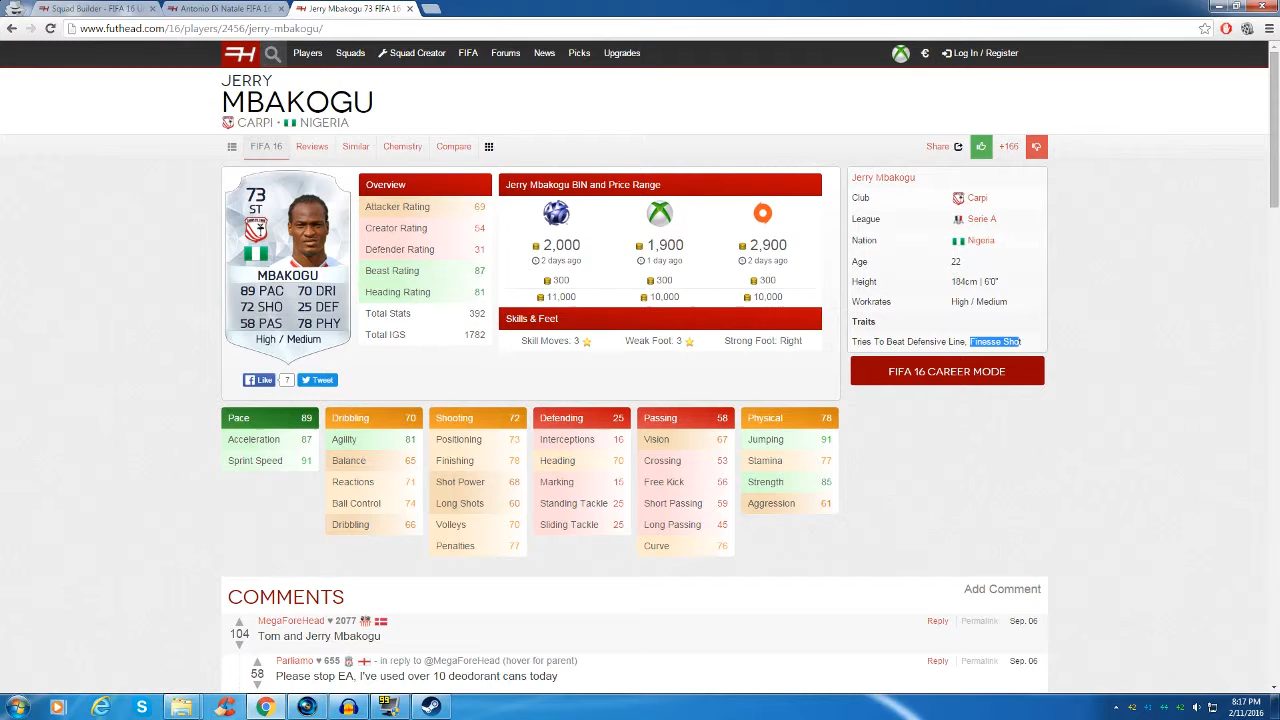 Squad Builder - FIFA 16 U
Antonio Di Natale FIFA 16
Jerry Mbakogu 73 FIFA 16
www.futhead.com/16/players/2456/jerry-mbakogu/
Players Squads Squad Creator FIFA Forums News Picks Upgrades Log In / Register
JERRY
MBAKOGU
CARPI • NIGERIA
FIFA 16 Reviews Similar Chemistry Compare
Share +166
73
ST
MBAKOGU
89 PAC 70 DRI
72 SHO 25 DEF
58 PAS 78 PHY
High / Medium
Like 7 Tweet
Overview
Attacker Rating 69
Creator Rating 54
Defender Rating 31
Beast Rating 87
Heading Rating 81
Total Stats 392
Total IGS 1782
Jerry Mbakogu BIN and Price Range
2,000 1,900 2,900
2 days ago 1 day ago 2 days ago
300 300 300
11,000 10,000 10,000
Skills & Feet
Skill Moves: 3 Weak Foot: 3 Strong Foot: Right
Jerry Mbakogu
Club Carpi
League Serie A
Nation Nigeria
Age 22
Height 184cm | 6'0"
Workrates High / Medium
Traits
Tries To Beat Defensive Line, Finesse Sho
FIFA 16 CAREER MODE
Pace 89
Acceleration 87
Sprint Speed 91
Dribbling 70
Agility 81
Balance 65
Reactions 71
Ball Control 74
Dribbling 66
Shooting 72
Positioning 73
Finishing 78
Shot Power 68
Long Shots 60
Volleys 70
Penalties 77
Defending 25
Interceptions 16
Heading 70
Marking 15
Standing Tackle 25
Sliding Tackle 25
Passing 58
Vision 67
Crossing 53
Free Kick 56
Short Passing 59
Long Passing 45
Curve 76
Physical 78
Jumping 91
Stamina 77
Strength 85
Aggression 61
COMMENTS
Add Comment
MegaForeHead ♥ 2077
Reply Permalink Sep. 06
104
Tom and Jerry Mbakogu
Parliamo ♥ 655 - in reply to @MegaForeHead (hover for parent)
Reply Permalink Sep. 06
58
Please stop EA, I've used over 10 deodorant cans today
99
42 41 44 42
8:17 PM
2/11/2016